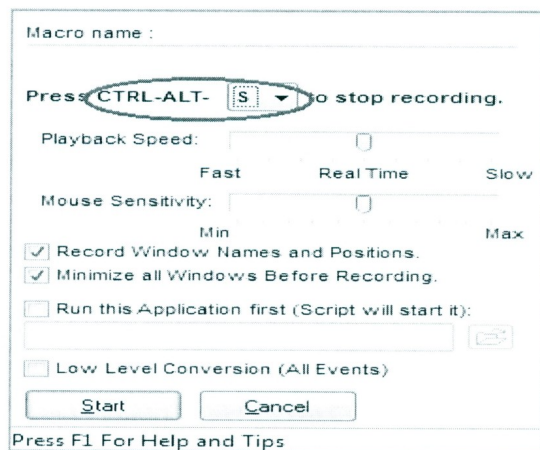 Macro name :
Press CTRL-ALT- S to stop recording.
Playback Speed:
Fast Real Time Slow
Mouse Sensitivity:
Min Max
Record Window Names and Positions.
Minimize all Windows Before Recording.
Run this Application first (Script will start it):
Low Level Conversion (All Events)
Start Cancel
Press F1 For Help and Tips